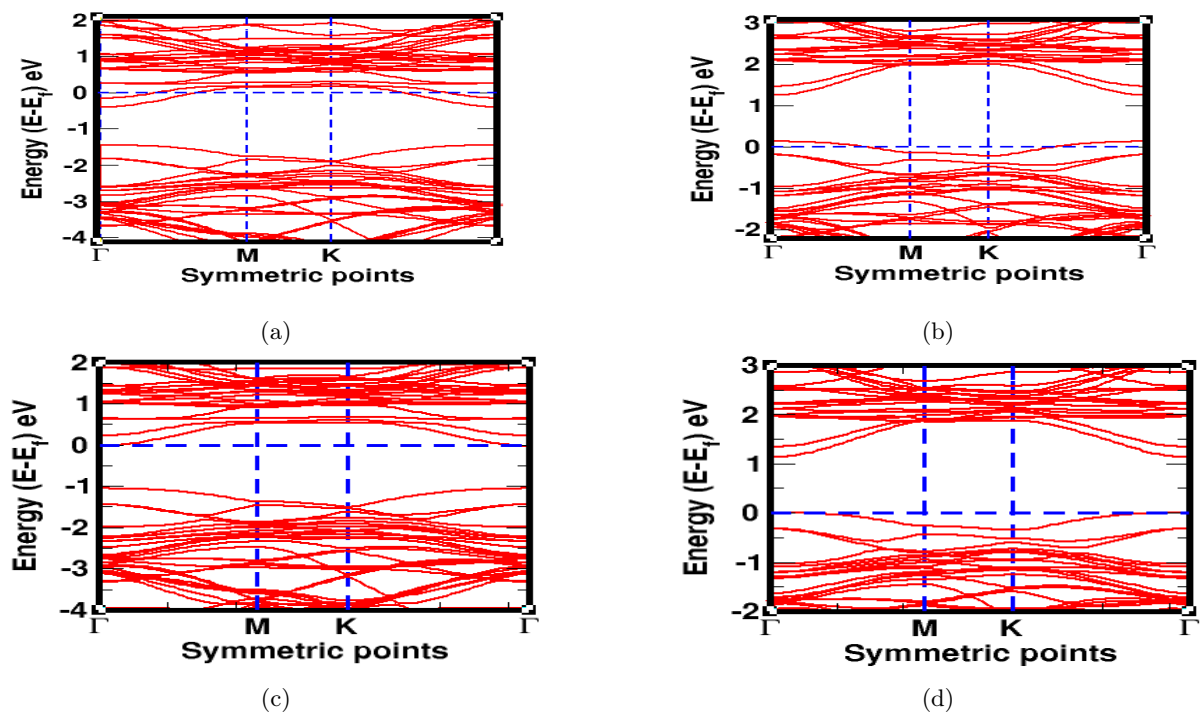 2
1
0
-1
-2
-3
-4
Energy (E-E_f) eV
Γ M K
Symmetric points
(a)
3
2
1
0
-1
-2
Energy (E-E_f) eV
Γ M K Γ
Symmetric points
(b)
2
1
0
-1
-2
-3
-4
Energy (E-E_f) eV
Γ M K Γ
Symmetric points
(c)
3
2
1
0
-1
-2
Energy (E-E_f) eV
Γ M K Γ
Symmetric points
(d)